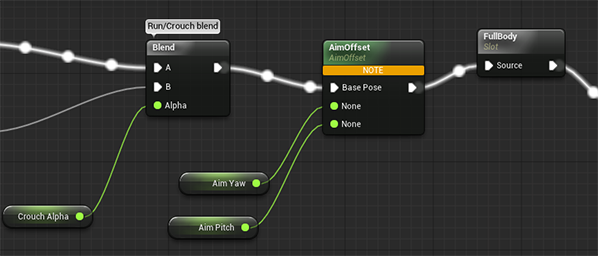 Run/Crouch blend
Blend
A
B
Alpha
Crouch Alpha
AimOffset
AimOffset
NOTE
Base Pose
None
None
Aim Yaw
Aim Pitch
FullBody
Slot
Source